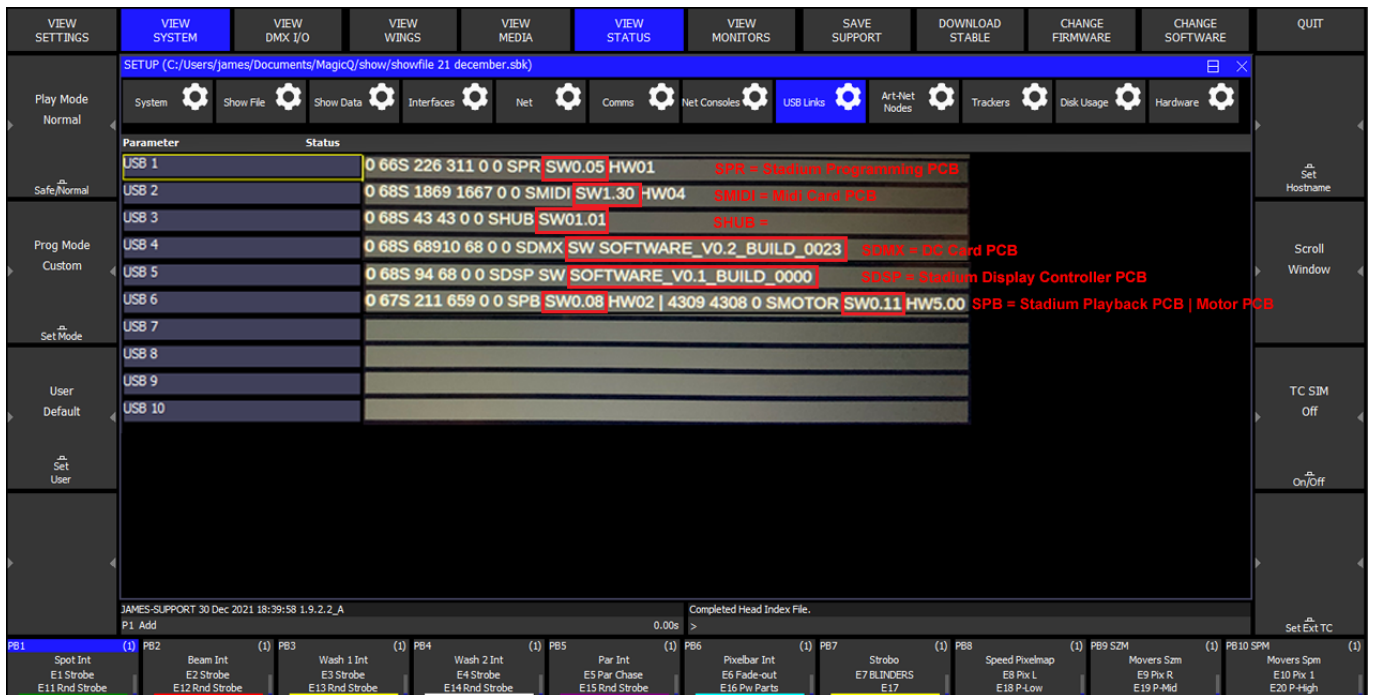 VIEW SETTINGS
VIEW SYSTEM
VIEW DMX I/O
VIEW WINGS
VIEW MEDIA
VIEW STATUS
VIEW MONITORS
SAVE SUPPORT
DOWNLOAD STABLE
CHANGE FIRMWARE
CHANGE SOFTWARE
QUIT
SETUP (C:/Users/james/Documents/MagicQ/show/showfile 21 december.sbk)
System
Show File
Show Data
Interfaces
Net
Comms
Net Consoles
USB Links
Art-Net Nodes
Trackers
Disk Usage
Hardware
Play Mode
Normal
Safe/Normal
Prog Mode
Custom
Set Mode
User
Default
Set
User
Parameter Status
USB 1 0 66S 226 311 0 0 SPR SW0.05 HW01 SPR = Stadium Programming PCB
USB 2 0 68S 1869 1667 0 0 SMIDI SW1.30 HW04 SMIDI = Midi Card PCB
USB 3 0 68S 43 43 0 0 SHUB SW01.01 SHUB =
USB 4 0 68S 68910 68 0 0 SDMX SW SOFTWARE_V0.2_BUILD_0023 SDMX = DC Card PCB
USB 5 0 68S 94 68 0 0 SDSP SW SOFTWARE_V0.1_BUILD_0000 SDSP = Stadium Display Controller PCB
USB 6 0 67S 211 659 0 0 SPB SW0.08 HW02 | 4309 4308 0 SMOTOR SW0.11 HW5.00 SPB = Stadium Playback PCB | Motor PCB
USB 7
USB 8
USB 9
USB 10
Set
Hostname
Scroll
Window
TC SIM
Off
On/Off
Set Ext TC
JAMES-SUPPORT 30 Dec 2021 18:39:58 1.9.2.2_A
Completed Head Index File.
P1 Add 0.00s >
PB1 (1)
Spot Int
E1 Strobe
E11 Rnd Strobe
PB2 (1)
Beam Int
E2 Strobe
E12 Rnd Strobe
PB3 (1)
Wash 1 Int
E3 Strobe
E13 Rnd Strobe
PB4 (1)
Wash 2 Int
E4 Strobe
E14 Rnd Strobe
PB5 (1)
Par Int
E5 Par Chase
E15 Rnd Strobe
PB6 (1)
Pixelbar Int
E6 Fade-out
E16 Pw Parts
PB7 (1)
Strobo
E7 BLINDERS
E17
PB8 (1)
Speed Pixelmap
E8 Pix L
E18 P-Low
PB9 SZM (1)
Movers Szm
E9 Pix R
E19 P-Mid
PB10 SPM (1)
Movers Spm
E10 Pix 1
E20 P-High